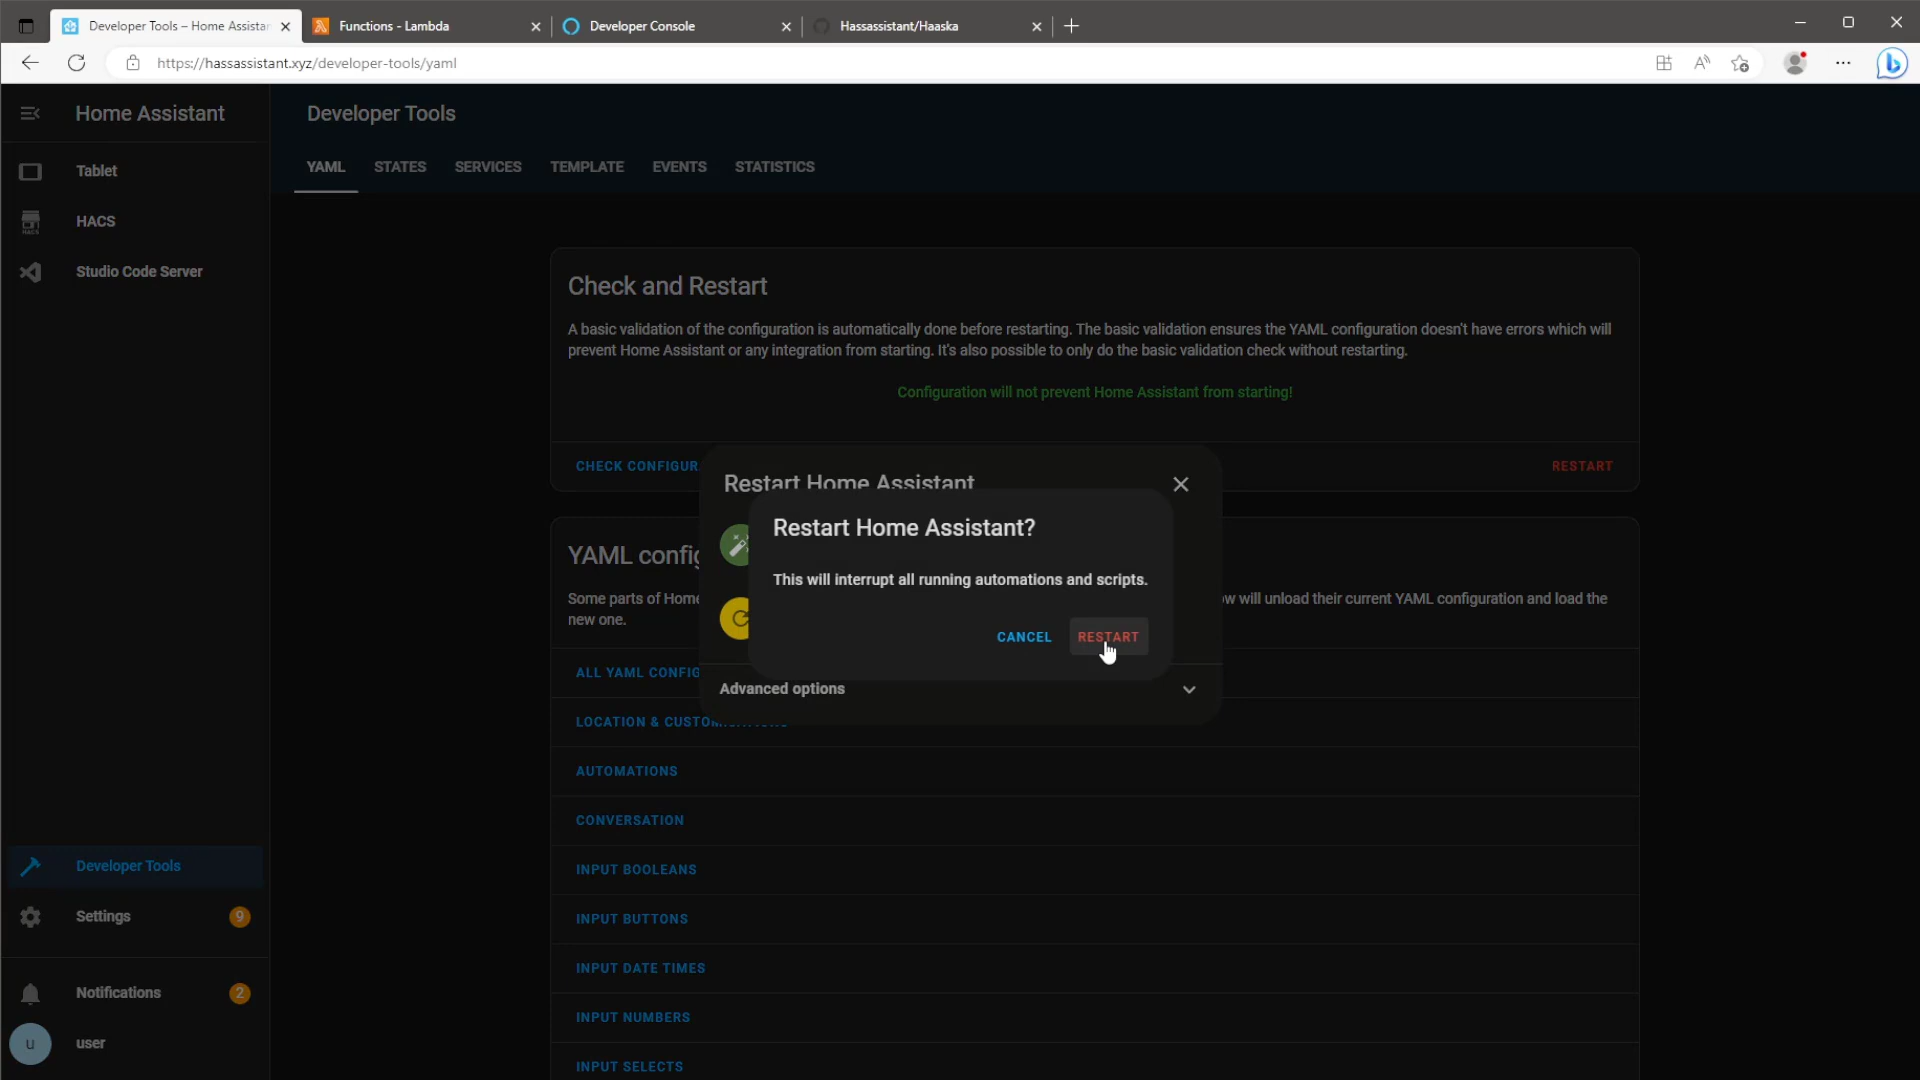 Developer Tools – Home Assistar
Functions - Lambda
Developer Console
Hassassistant/Haaska
https://hassassistant.xyz/developer-tools/yaml
Home Assistant
Developer Tools
Tablet
YAML
STATES
SERVICES
TEMPLATE
EVENTS
STATISTICS
HACS
HACS
Studio Code Server
Check and Restart
A basic validation of the configuration is automatically done before restarting. The basic validation ensures the YAML configuration doesn't have errors which will
prevent Home Assistant or any integration from starting. It's also possible to only do the basic validation check without restarting.
Configuration will not prevent Home Assistant from starting!
CHECK CONFIGUR
RESTART
Restart Home Assistant
Restart Home Assistant?
This will interrupt all running automations and scripts.
CANCEL
RESTART
Advanced options
YAML config
Some parts of Home
w will unload their current YAML configuration and load the
new one.
ALL YAML CONFIG
LOCATION &
AUTOMATIONS
CONVERSATION
INPUT BOOLEANS
INPUT BUTTONS
INPUT DATE TIMES
INPUT NUMBERS
INPUT SELECTS
Developer Tools
Settings
9
Notifications
2
u
user